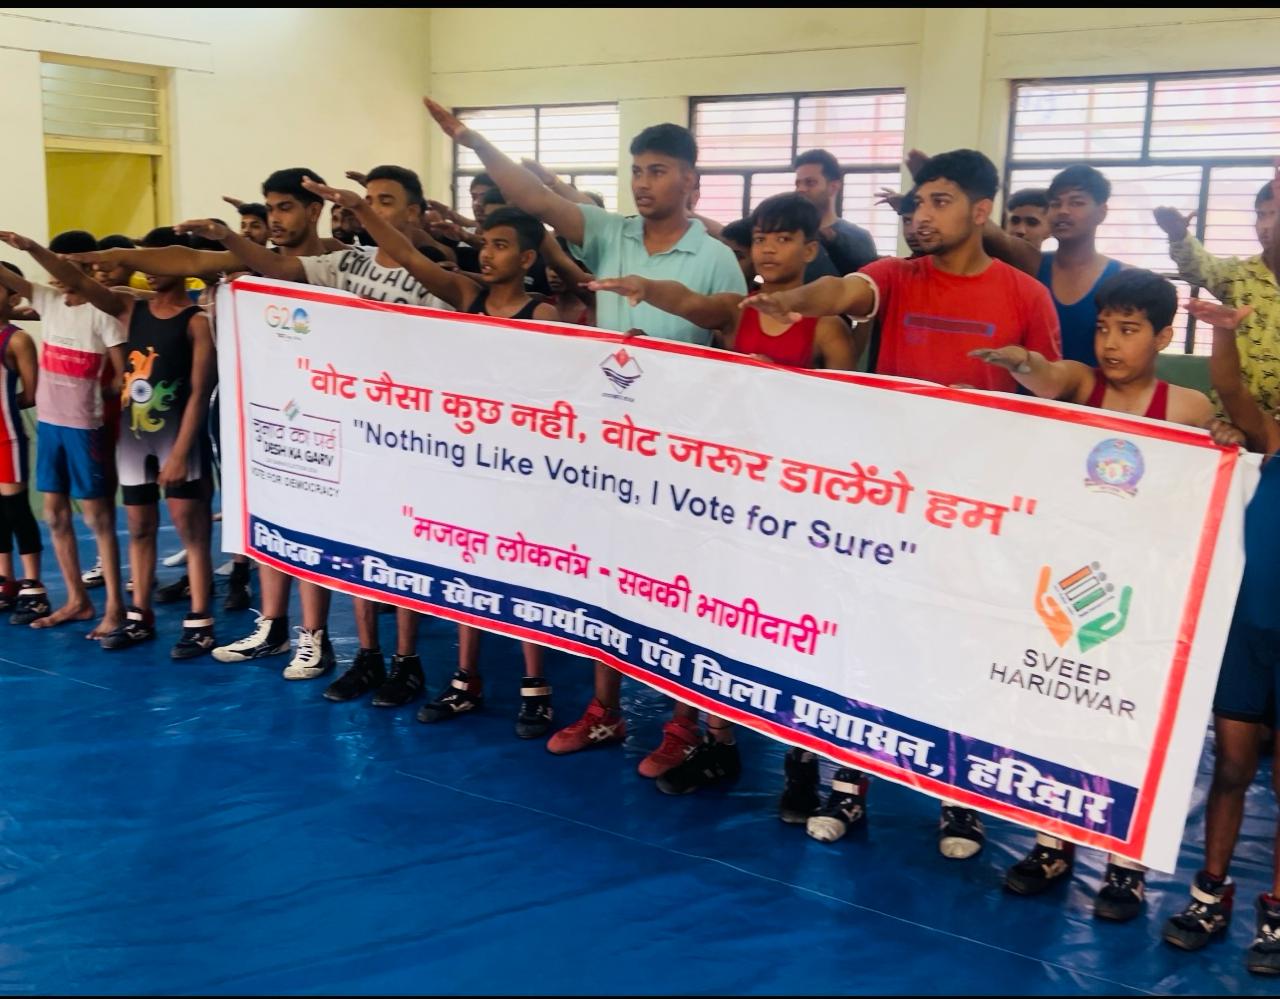 G20
"वोट जैसा कुछ नही, वोट जरूर डालेंगे हम"
"Nothing Like Voting, I Vote for Sure"
चुनाव का पर्व
DESH KA GARV
VOTE FOR DEMOCRACY
"मजबूत लोकतंत्र - सबकी भागीदारी"
SVEEP
HARIDWAR
निवेदक :- जिला खेल कार्यालय एंव जिला प्रशासन, हरिद्वार